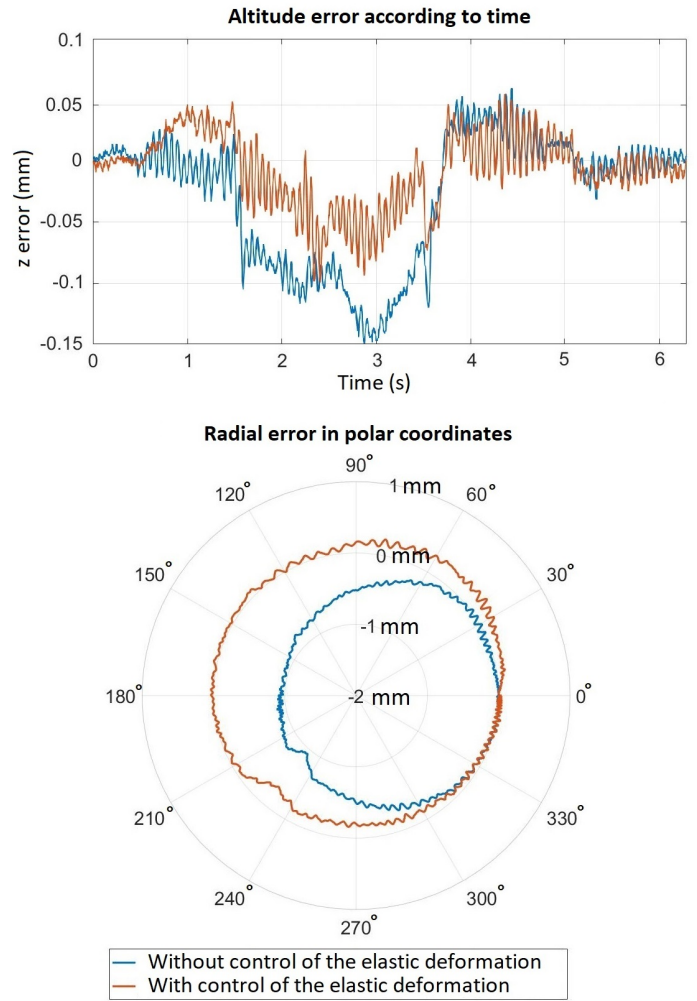 Altitude error according to time
0.1
0.05
0
-0.05
-0.1
-0.15
z error (mm)
0 1 2 3 4 5 6
Time (s)
Radial error in polar coordinates
90°
120° 1 mm 60°
0 mm
150° 30°
-1 mm
180° -2 mm 0°
210° 330°
240° 300°
270°
Without control of the elastic deformation
With control of the elastic deformation